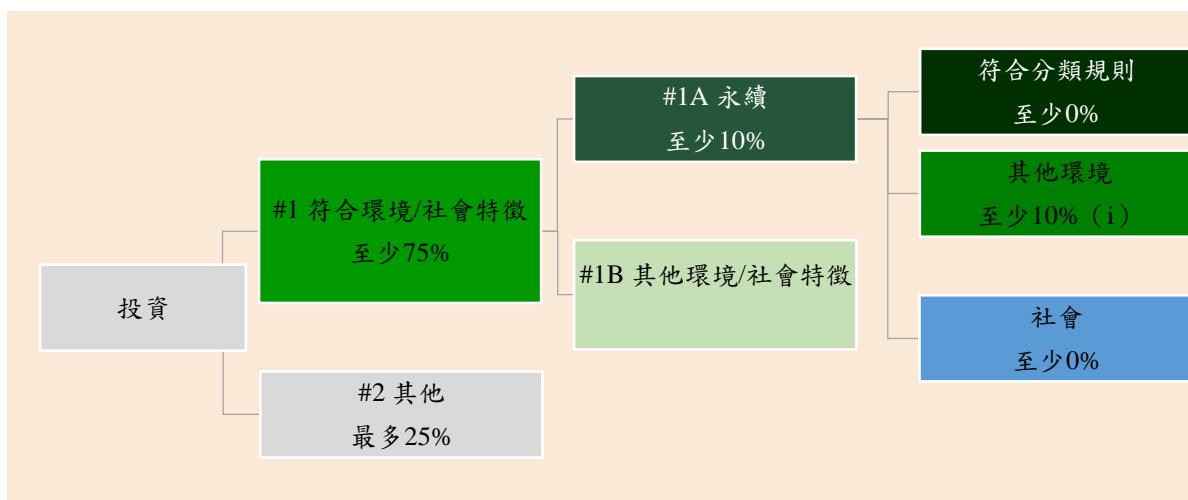 投資
#1 符合環境/社會特徵
至少75%
#2 其他
最多25%
#1A 永續
至少10%
#1B 其他環境/社會特徵
符合分類規則
至少0%
其他環境
至少10%（i）
社會
至少0%